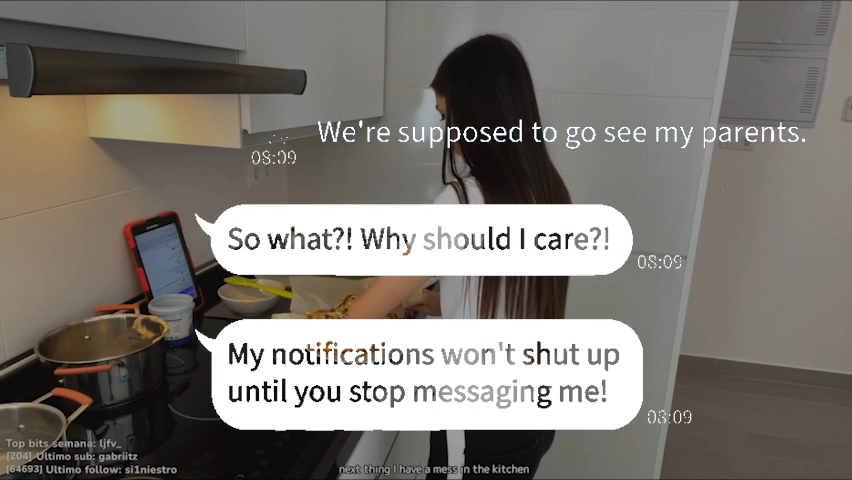 We're supposed to go see my parents.
08:09
So what?! Why should I care?!
08:09
My notifications won't shut up
until you stop messaging me!
08:09
Top bits semana: ljfv_
[204] Ultimo sub: gabriitz
[64693] Ultimo follow: si1niestro
next thing I have a mess in the kitchen